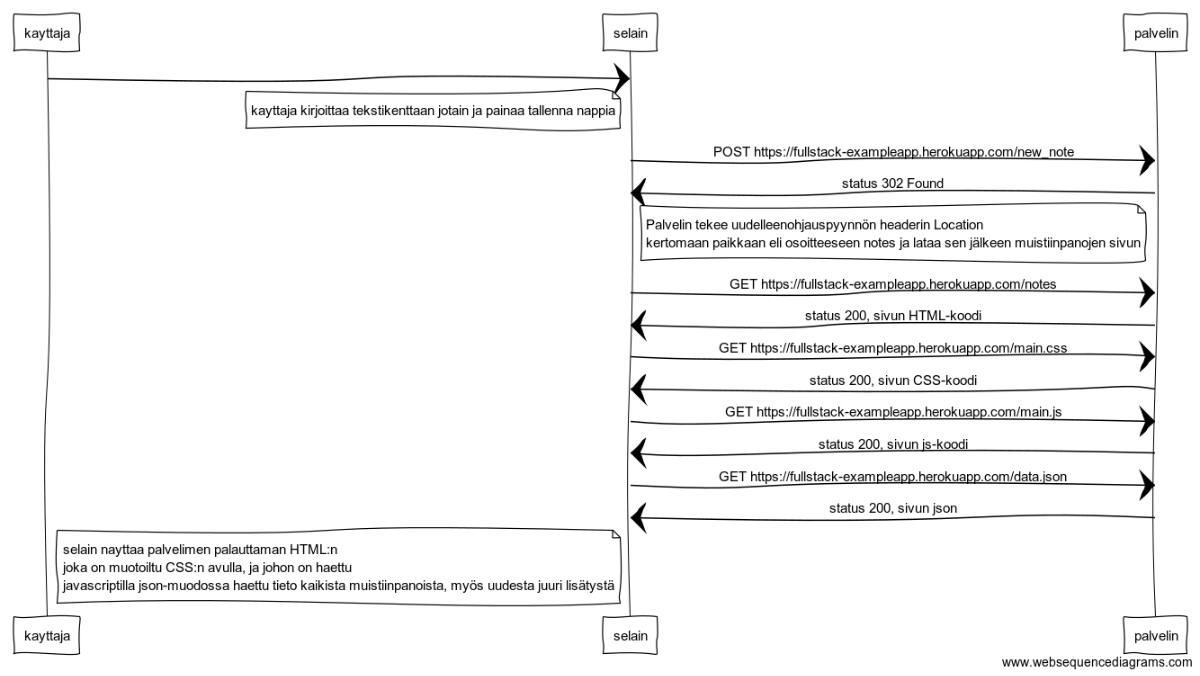 kayttaja
selain
palvelin
kayttaja kirjoittaa tekstikenttaan jotain ja painaa tallenna nappia
POST https://fullstack-exampleapp.herokuapp.com/new_note
status 302 Found
Palvelin tekee uudelleenohjauspyynnön headerin Location
kertomaan paikkaan eli osoitteeseen notes ja lataa sen jälkeen muistiinpanojen sivun
GET https://fullstack-exampleapp.herokuapp.com/notes
status 200, sivun HTML-koodi
GET https://fullstack-exampleapp.herokuapp.com/main.css
status 200, sivun CSS-koodi
GET https://fullstack-exampleapp.herokuapp.com/main.js
status 200, sivun js-koodi
GET https://fullstack-exampleapp.herokuapp.com/data.json
status 200, sivun json
selain nayttaa palvelimen palauttaman HTML:n
joka on muotoiltu CSS:n avulla, ja johon on haettu
javascriptilla json-muodossa haettu tieto kaikista muistiinpanoista, myös uudesta juuri lisätystä
kayttaja
selain
palvelin
www.websequencediagrams.com